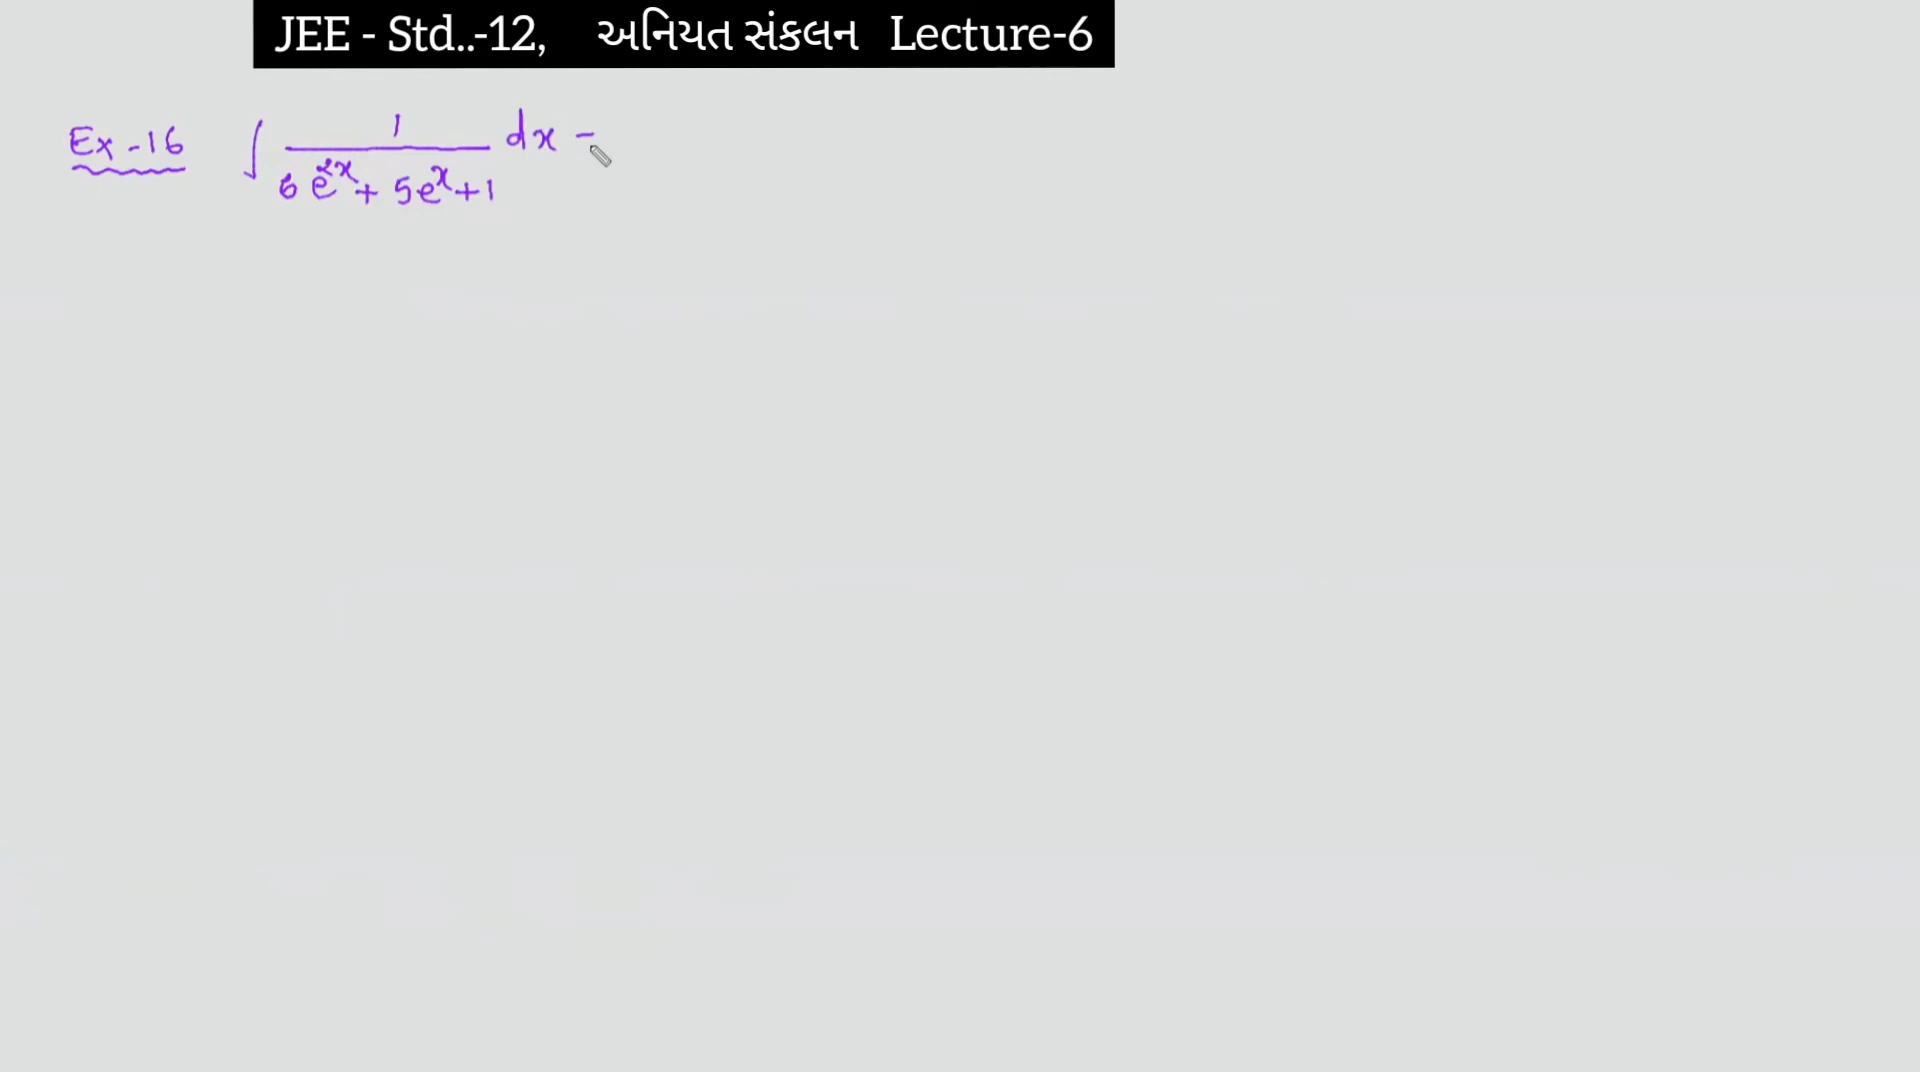 JEE - Std..-12, અનિયત સંકલન Lecture-6
Ex-16 ∫ 1/(6e^{2x} + 5e^{x} + 1) dx -